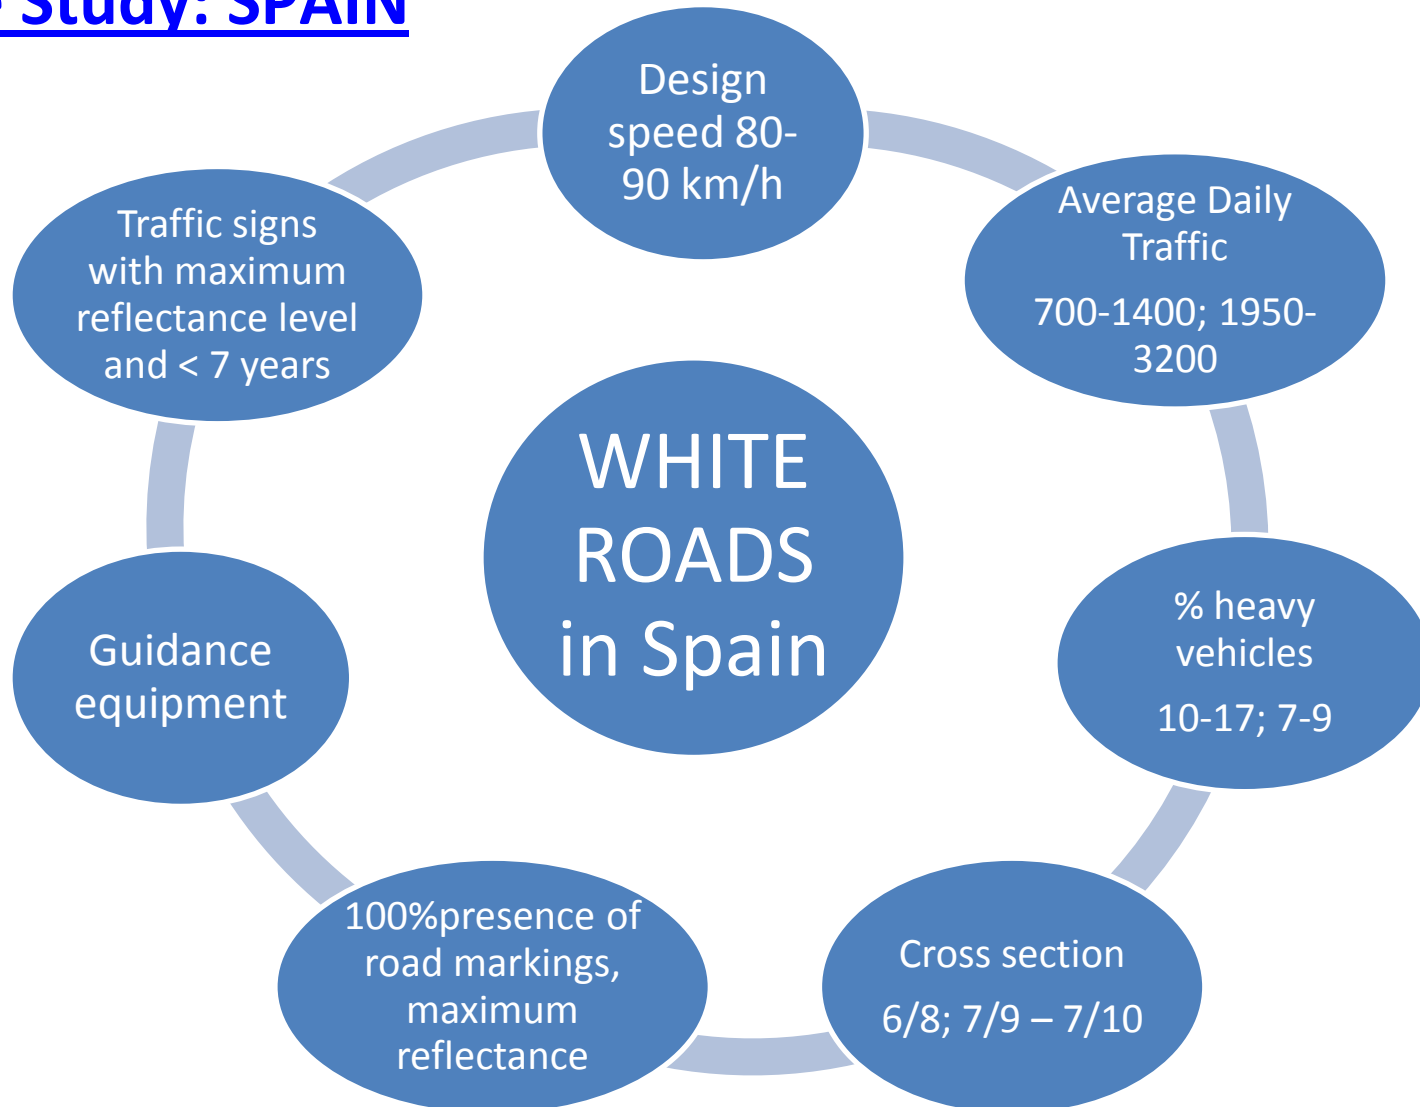 Study: SPAIN
Design
speed 80-
90 km/h
Average Daily
Traffic
700-1400; 1950-
3200
% heavy
vehicles
10-17; 7-9
Cross section
6/8; 7/9 – 7/10
100%presence of
road markings,
maximum
reflectance
Guidance
equipment
Traffic signs
with maximum
reflectance level
and < 7 years
WHITE
ROADS
in Spain